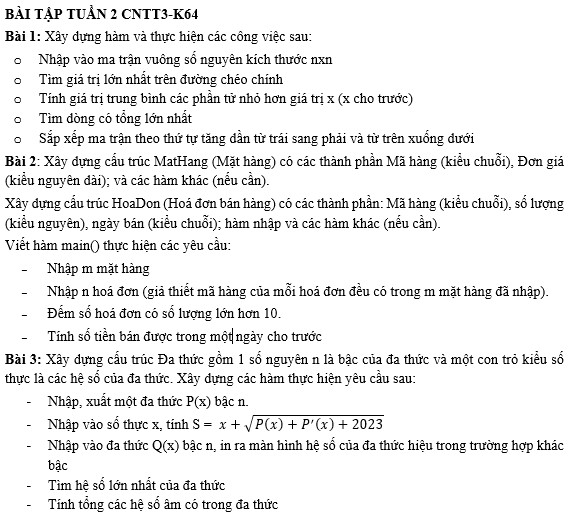 BÀI TẬP TUẦN 2 CNTT3-K64
Bài 1: Xây dựng hàm và thực hiện các công việc sau:
o Nhập vào ma trận vuông số nguyên kích thước nxn
o Tìm giá trị lớn nhất trên đường chéo chính
o Tính giá trị trung bình các phần tử nhỏ hơn giá trị x (x cho trước)
o Tìm dòng có tổng lớn nhất
o Sắp xếp ma trận theo thứ tự tăng dần từ trái sang phải và từ trên xuống dưới
Bài 2: Xây dựng cấu trúc MatHang (Mặt hàng) có các thành phần Mã hàng (kiểu chuỗi), Đơn giá
(kiểu nguyên dài); và các hàm khác (nếu cần).
Xây dựng cấu trúc HoaDon (Hoá đơn bán hàng) có các thành phần: Mã hàng (kiểu chuỗi), số lượng
(kiểu nguyên), ngày bán (kiểu chuỗi); hàm nhập và các hàm khác (nếu cần).
Viết hàm main() thực hiện các yêu cầu:
- Nhập m mặt hàng
- Nhập n hoá đơn (giả thiết mã hàng của mỗi hoá đơn đều có trong m mặt hàng đã nhập).
- Đếm số hoá đơn có số lượng lớn hơn 10.
- Tính số tiền bán được trong một ngày cho trước
Bài 3: Xây dựng cấu trúc Đa thức gồm 1 số nguyên n là bậc của đa thức và một con trỏ kiểu số
thực là các hệ số của đa thức. Xây dựng các hàm thực hiện yêu cầu sau:
- Nhập, xuất một đa thức P(x) bậc n.
- Nhập vào số thực x, tính S = x + √(P(x) + P′(x) + 2023)
- Nhập vào đa thức Q(x) bậc n, in ra màn hình hệ số của đa thức hiệu trong trường hợp khác
bậc
- Tìm hệ số lớn nhất của đa thức
- Tính tổng các hệ số âm có trong đa thức